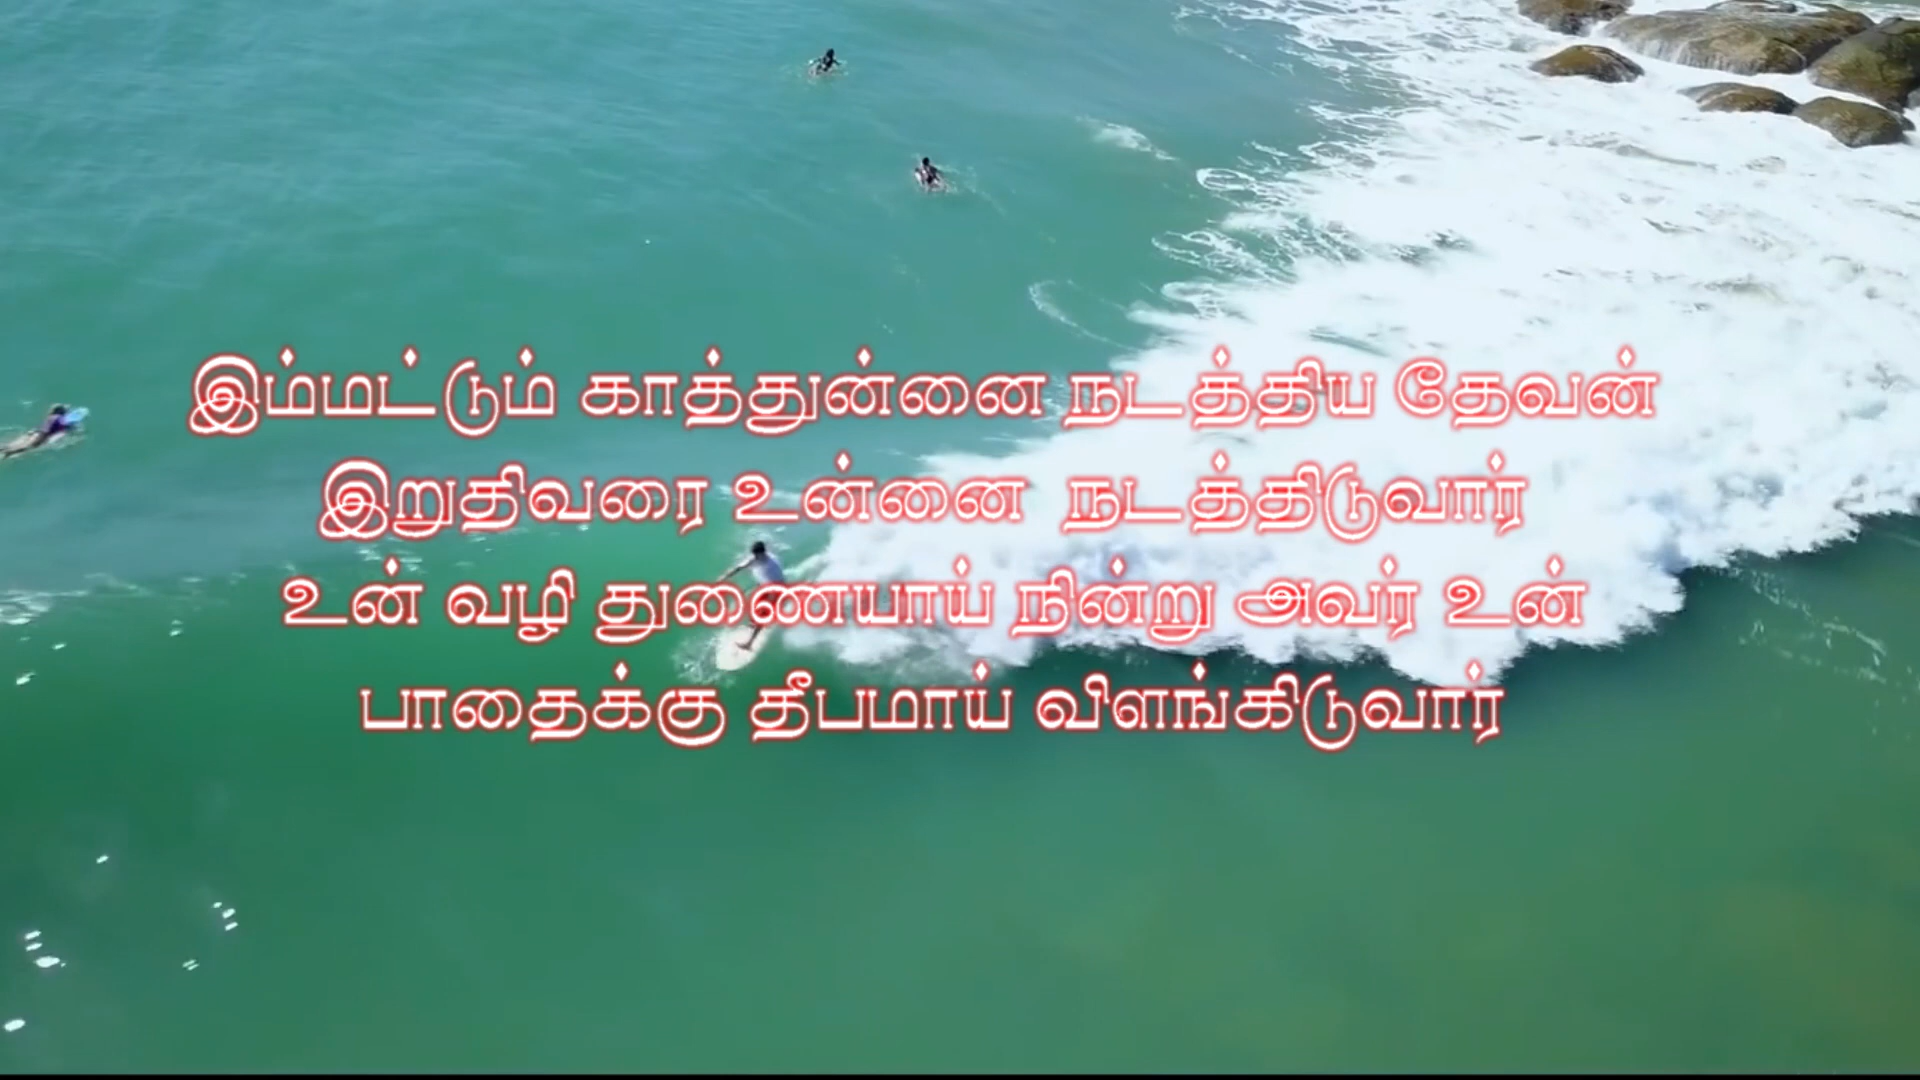 இம்மட்டும் காத்துன்னை நடத்திய தேவன்
இறுதிவரை உன்னை நடத்திடுவார்
உன் வழி துணையாய் நின்று அவர் உன்
பாதைக்கு தீபமாய் விளங்கிடுவார்